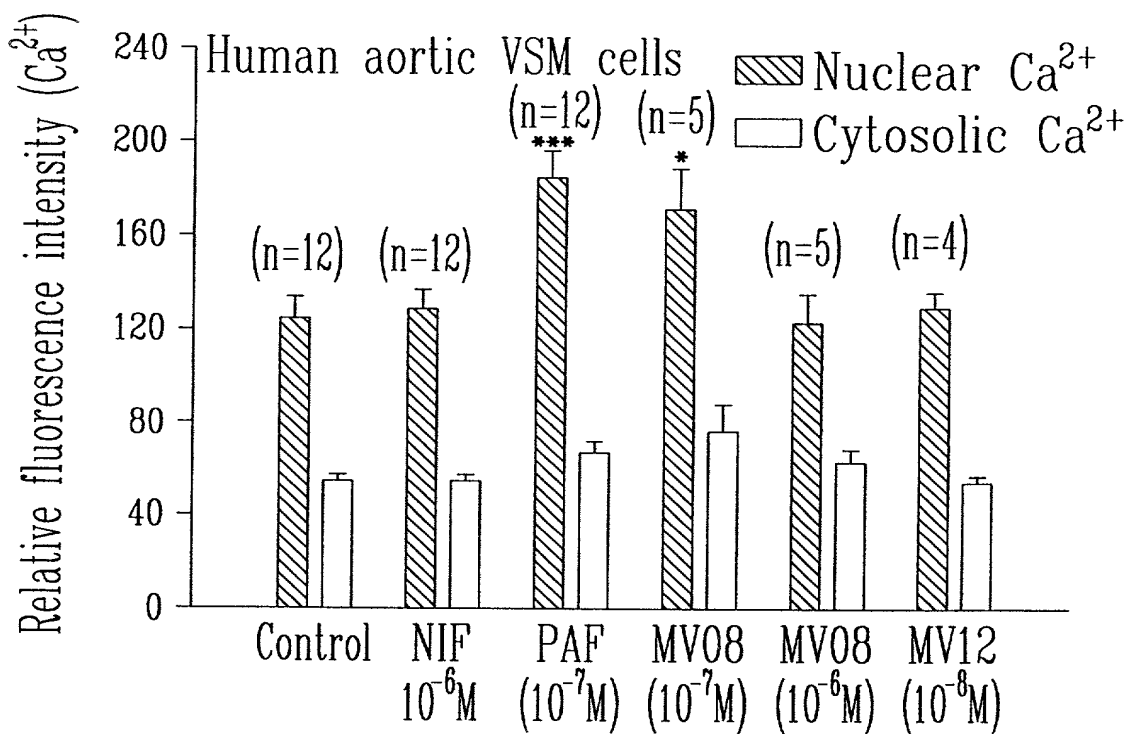 Relative fluorescence intensity (Ca²⁺)
240
200
160
120
80
40
0
Human aortic VSM cells
Nuclear Ca²⁺
Cytosolic Ca²⁺
(n=12)
(n=12)
(n=12)
***
(n=5)
*
(n=5)
(n=4)
Control
NIF
10⁻⁶M
PAF
(10⁻⁷M)
MV08
(10⁻⁷M)
MV08
(10⁻⁶M)
MV12
(10⁻⁸M)